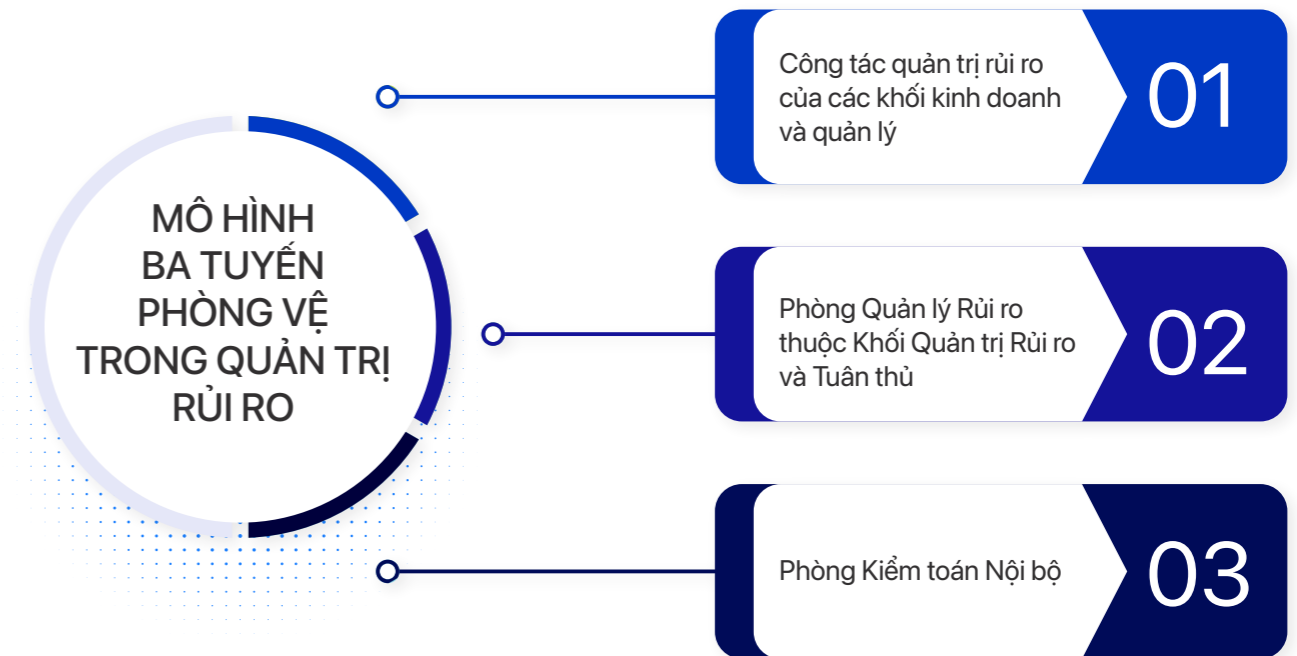 MÔ HÌNH
BA TUYẾN
PHÒNG VỆ
TRONG QUẢN TRỊ
RỦI RO
Công tác quản trị rủi ro
của các khối kinh doanh
và quản lý
01
Phòng Quản lý Rủi ro
thuộc Khối Quản trị Rủi ro
và Tuân thủ
02
Phòng Kiểm toán Nội bộ
03